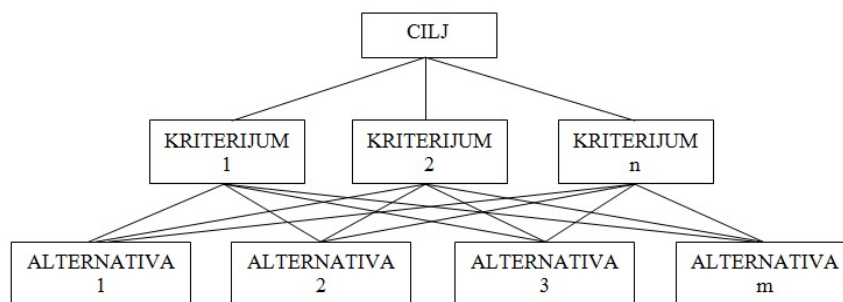 CILJ
KRITERIJUM
1
KRITERIJUM
2
KRITERIJUM
n
ALTERNATIVA
1
ALTERNATIVA
2
ALTERNATIVA
3
ALTERNATIVA
m